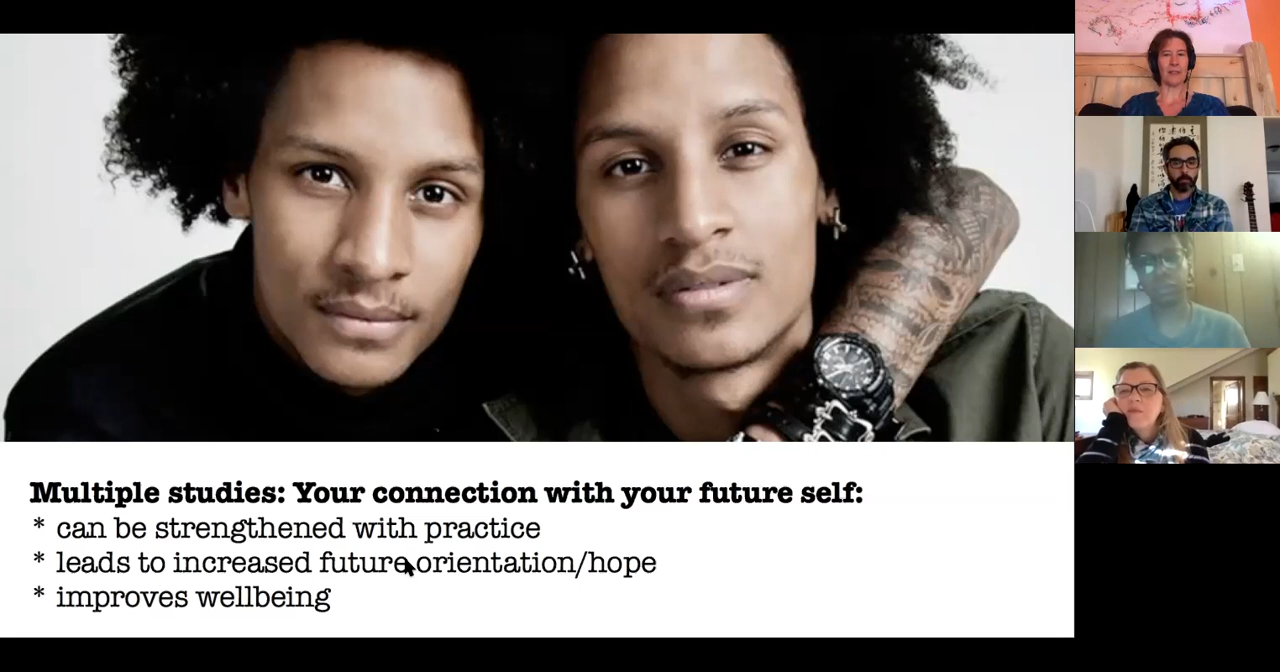 Multiple studies: Your connection with your future self:
* can be strengthened with practice
* leads to increased future orientation/hope
* improves wellbeing